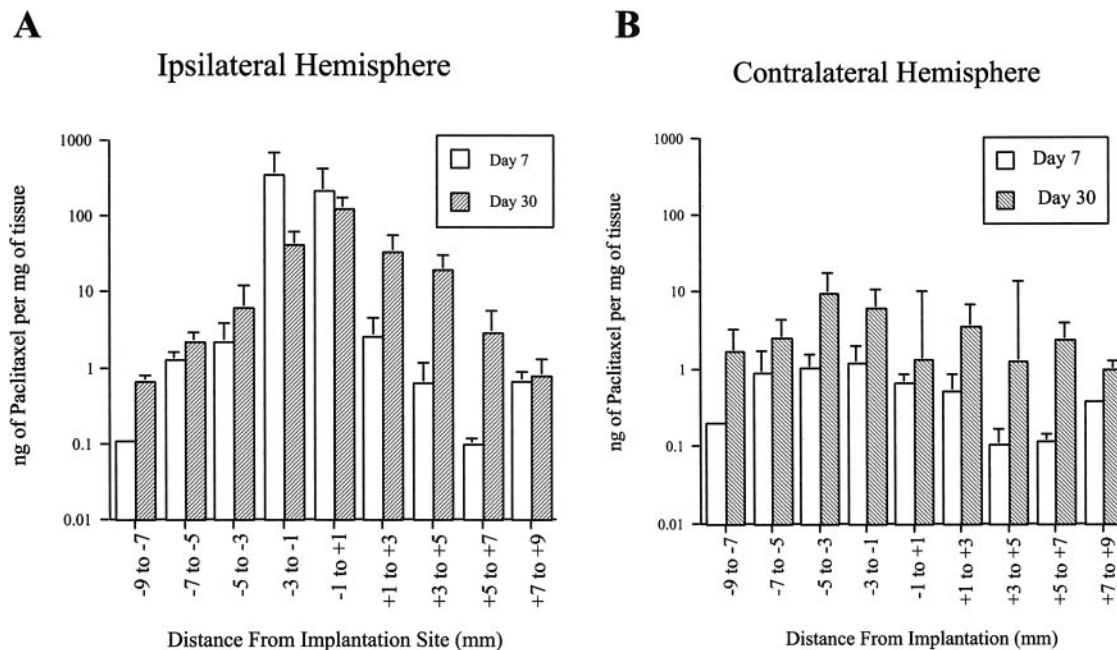 A
Ipsilateral Hemisphere
ng of Paclitaxel per mg of tissue
1000
100
10
1
0.1
0.01
Day 7
Day 30
-9 to -7
-7 to -5
-5 to -3
-3 to -1
-1 to +1
+1 to +3
+3 to +5
+5 to +7
+7 to +9
Distance From Implantation Site (mm)
B
Contralateral Hemisphere
ng of Paclitaxel per mg of tissue
1000
100
10
1
0.1
0.01
Day 7
Day 30
-9 to -7
-7 to -5
-5 to -3
-3 to -1
-1 to +1
+1 to +3
+3 to +5
+5 to +7
+7 to +9
Distance From Implantation (mm)